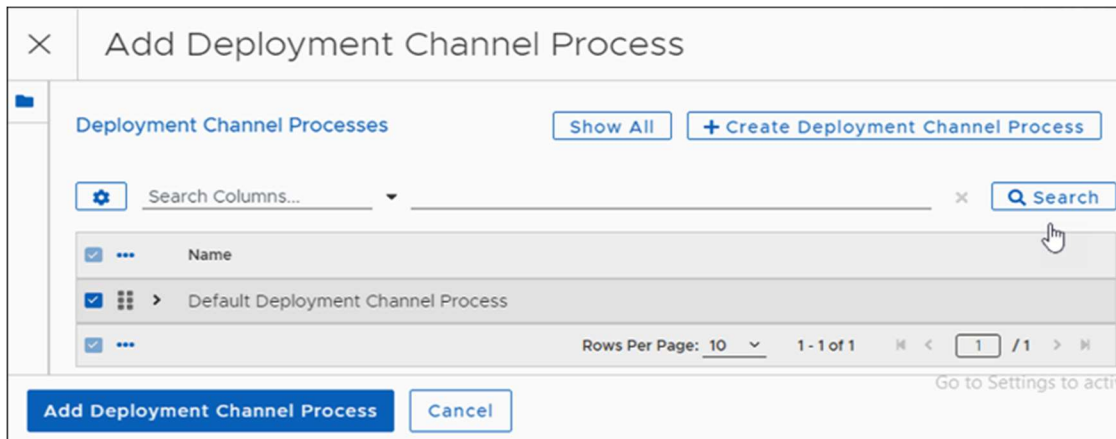 Add Deployment Channel Process
Deployment Channel Processes
Show All
+ Create Deployment Channel Process
Search Columns...
Search
Name
Default Deployment Channel Process
Rows Per Page: 10 1 - 1 of 1 1 / 1
Go to Settings to acti
Add Deployment Channel Process
Cancel